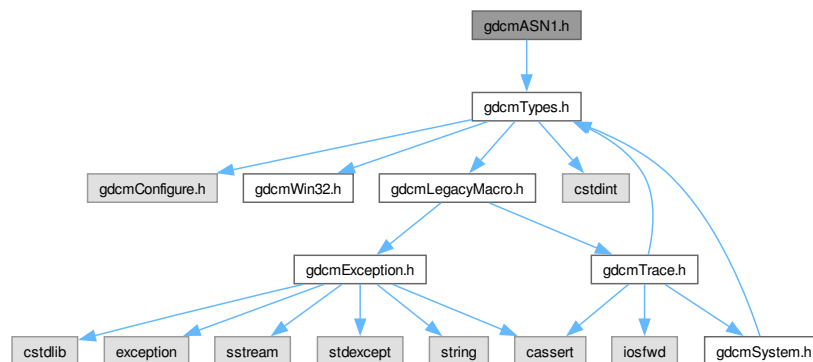 gdcmASN1.h
gdcmTypes.h
gdcmConfigure.h
gdcmWin32.h
gdcmLegacyMacro.h
cstdint
gdcmException.h
gdcmTrace.h
cstdlib
exception
sstream
stdexcept
string
cassert
iosfwd
gdcmSystem.h